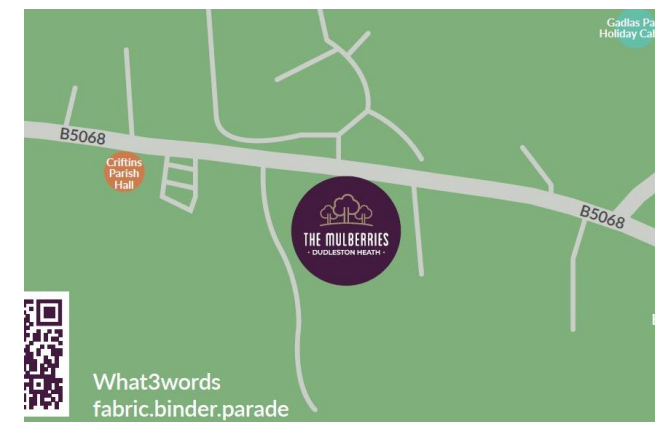 Gadlas Pa
Holiday Ca
B5068
Criftins
Parish
Hall
THE MULBERRIES
· DUDLESTON HEATH ·
B5068
What3words
fabric.binder.parade